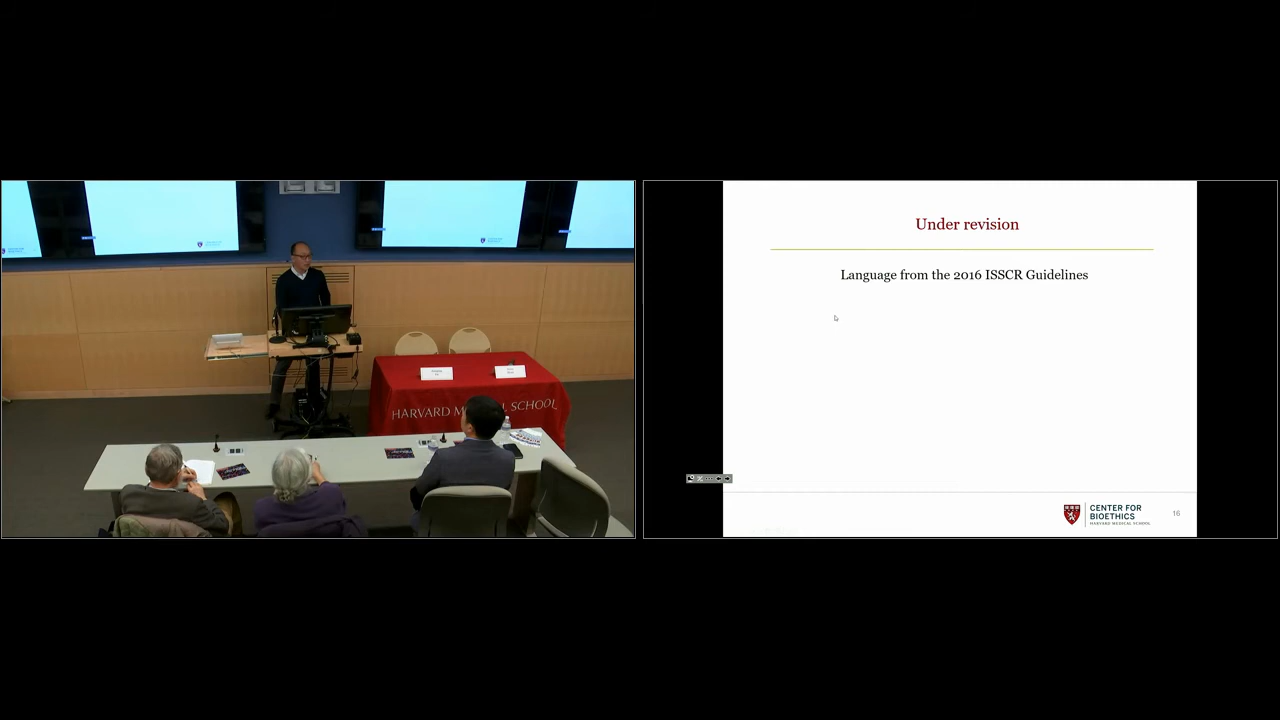 HARVARD MEDICAL SCHOOL
Under revision
Language from the 2016 ISSCR Guidelines
CENTER FOR
BIOETHICS
HARVARD MEDICAL SCHOOL
16